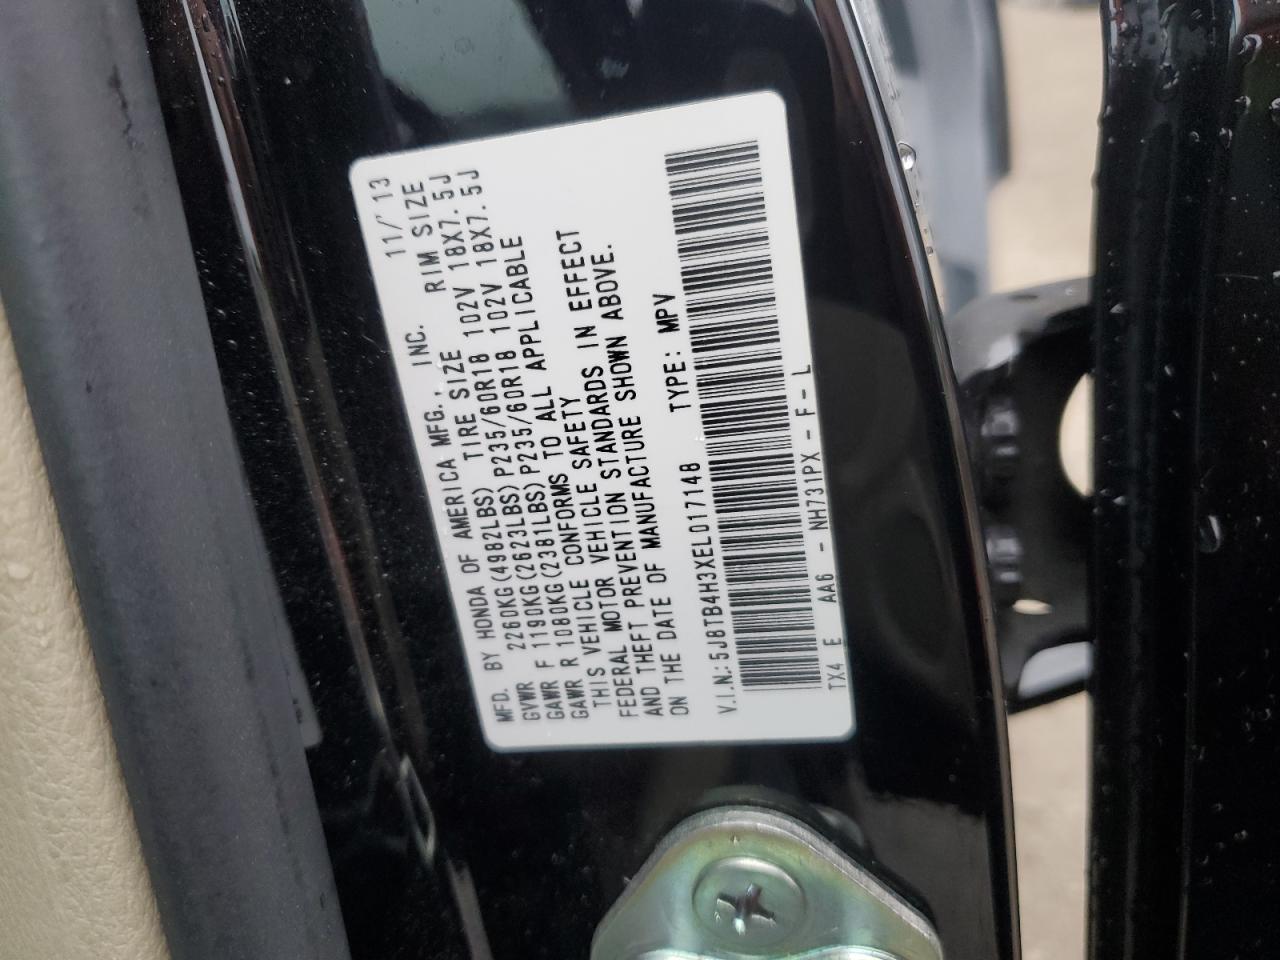 MFD. BY HONDA OF AMERICA MFG., INC. 11/'13
GVWR 2260KG(4982LBS) TIRE SIZE RIM SIZE
GAWR F 1190KG(2623LBS) P235/60R18 102V 18X7.5J
GAWR R 1080KG(2381LBS) P235/60R18 102V 18X7.5J
THIS VEHICLE CONFORMS TO ALL APPLICABLE
FEDERAL MOTOR VEHICLE SAFETY
AND THEFT PREVENTION STANDARDS IN EFFECT
ON THE DATE OF MANUFACTURE SHOWN ABOVE.
V.I.N.: 5J8TB4H3XEL017148 TYPE: MPV
TX4 E AA6 - NH731PX - F - L